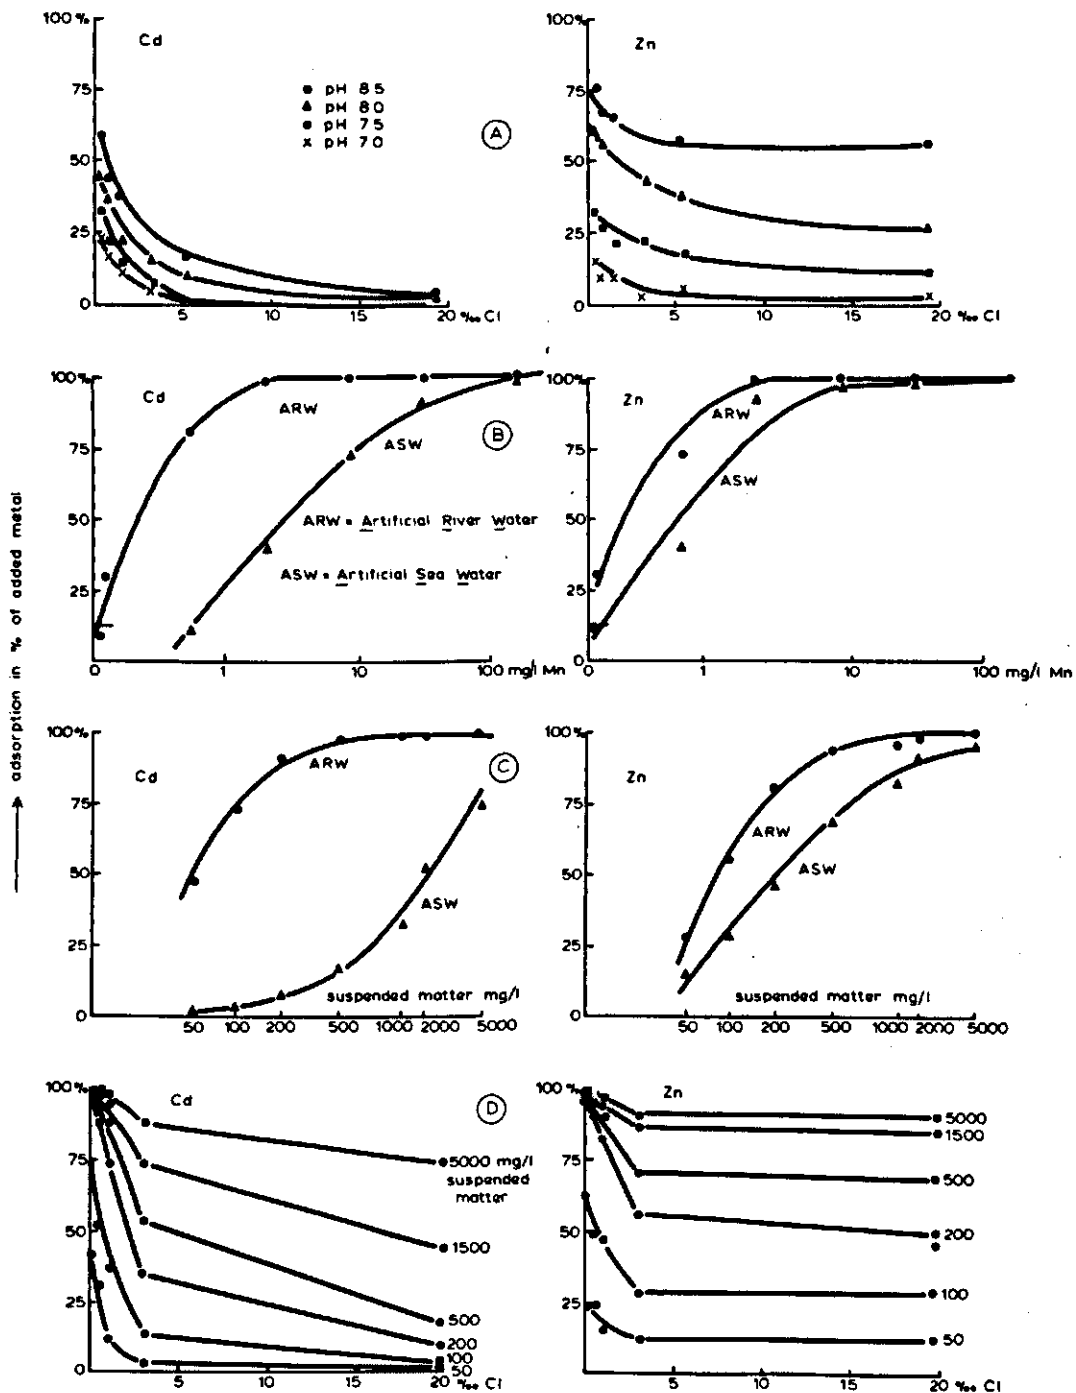 100 %
Cd
75
50
25
0
5
10
15
20 ‰ Cl
● pH 8.5
▲ pH 8.0
● pH 7.5
x pH 7.0
A
100 %
Zn
75
50
25
0
5
10
15
20 ‰ Cl
100 %
Cd
ARW
B
75
ASW
50
ARW = Artificial River Water
ASW = Artificial Sea Water
25
0
0
1
10
100 mg/l Mn
100 %
Zn
ARW
75
ASW
50
25
0
0
1
10
100 mg/l Mn
adsorption in % of added metal
100 %
Cd
ARW
C
75
50
ASW
25
suspended matter mg/l
0
50
100
200
500
1000
2000
5000
100 %
Zn
75
ARW
ASW
50
25
suspended matter mg/l
0
50
100
200
500
1000
2000
5000
100 %
Cd
D
75
5000 mg/l
suspended
matter
50
1500
25
500
200
100
50
0
5
10
15
20 ‰ Cl
100 %
Zn
5000
1500
75
500
50
200
25
100
50
0
5
10
15
20 ‰ Cl